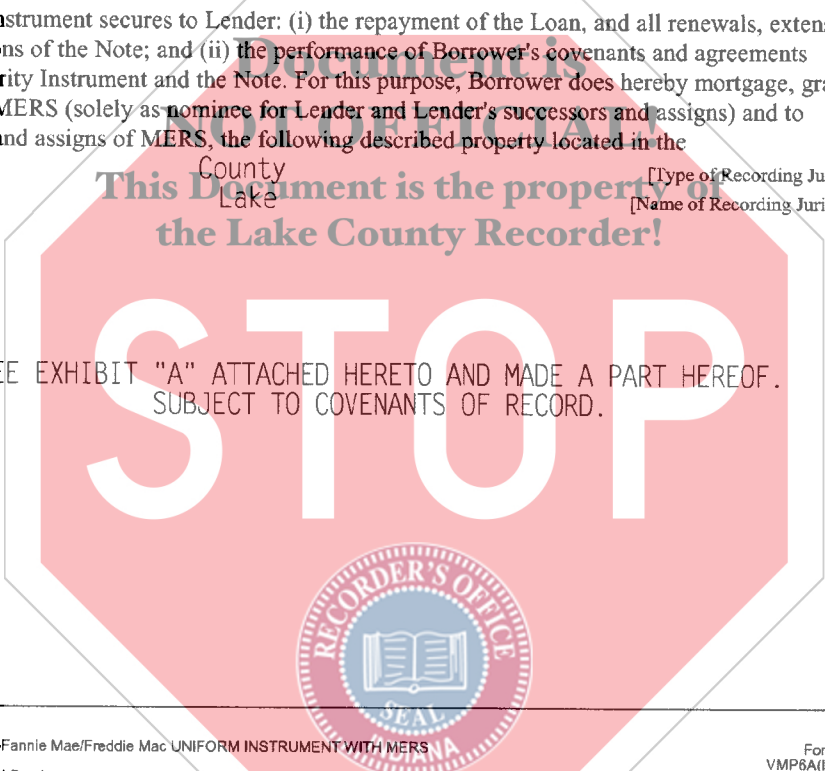 nstrument secures to Lender: (i) the repayment of the Loan, and all renewals, extens
ns of the Note; and (ii) the performance of Borrower's covenants and agreements
rity Instrument and the Note. For this purpose, Borrower does hereby mortgage, gra
MERS (solely as nominee for Lender and Lender's successors and assigns) and to
nd assigns of MERS, the following described property located in the
Document is
NOT OFFICIAL!
This Document is the property of
the Lake County Recorder!
County [Type of Recording Ju
Lake [Name of Recording Juri
STOP
EE EXHIBIT "A" ATTACHED HERETO AND MADE A PART HEREOF.
SUBJECT TO COVENANTS OF RECORD.
RECORDER'S OFFICE
SEAL
INDIANA
-Fannie Mae/Freddie Mac UNIFORM INSTRUMENT WITH MERS
For
VMP6A(I